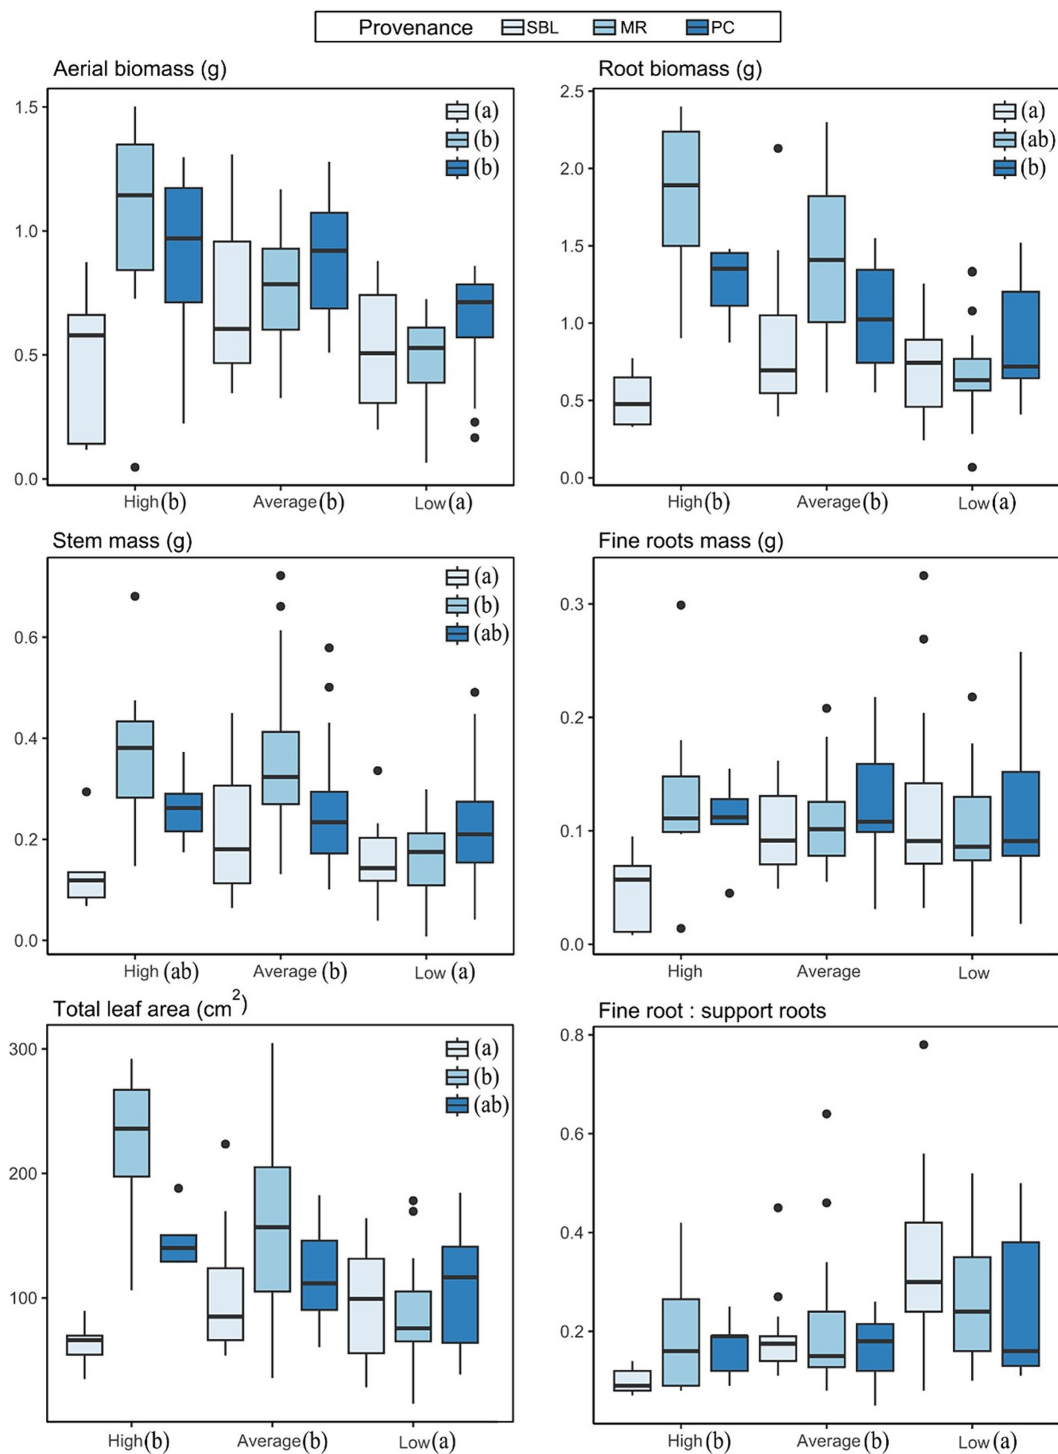 Provenance SBL MR PC
Aerial biomass (g)
1.5
1.0
0.5
0.0
(a)
(b)
(b)
High (b) Average (b) Low (a)
Root biomass (g)
2.5
2.0
1.5
1.0
0.5
0.0
(a)
(ab)
(b)
High (b) Average (b) Low (a)
Stem mass (g)
0.6
0.4
0.2
0.0
(a)
(b)
(ab)
High (ab) Average (b) Low (a)
Fine roots mass (g)
0.3
0.2
0.1
0.0
High Average Low
Total leaf area (cm²)
300
200
100
(a)
(b)
(ab)
High (b) Average (b) Low (a)
Fine root : support roots
0.8
0.6
0.4
0.2
High (b) Average (b) Low (a)